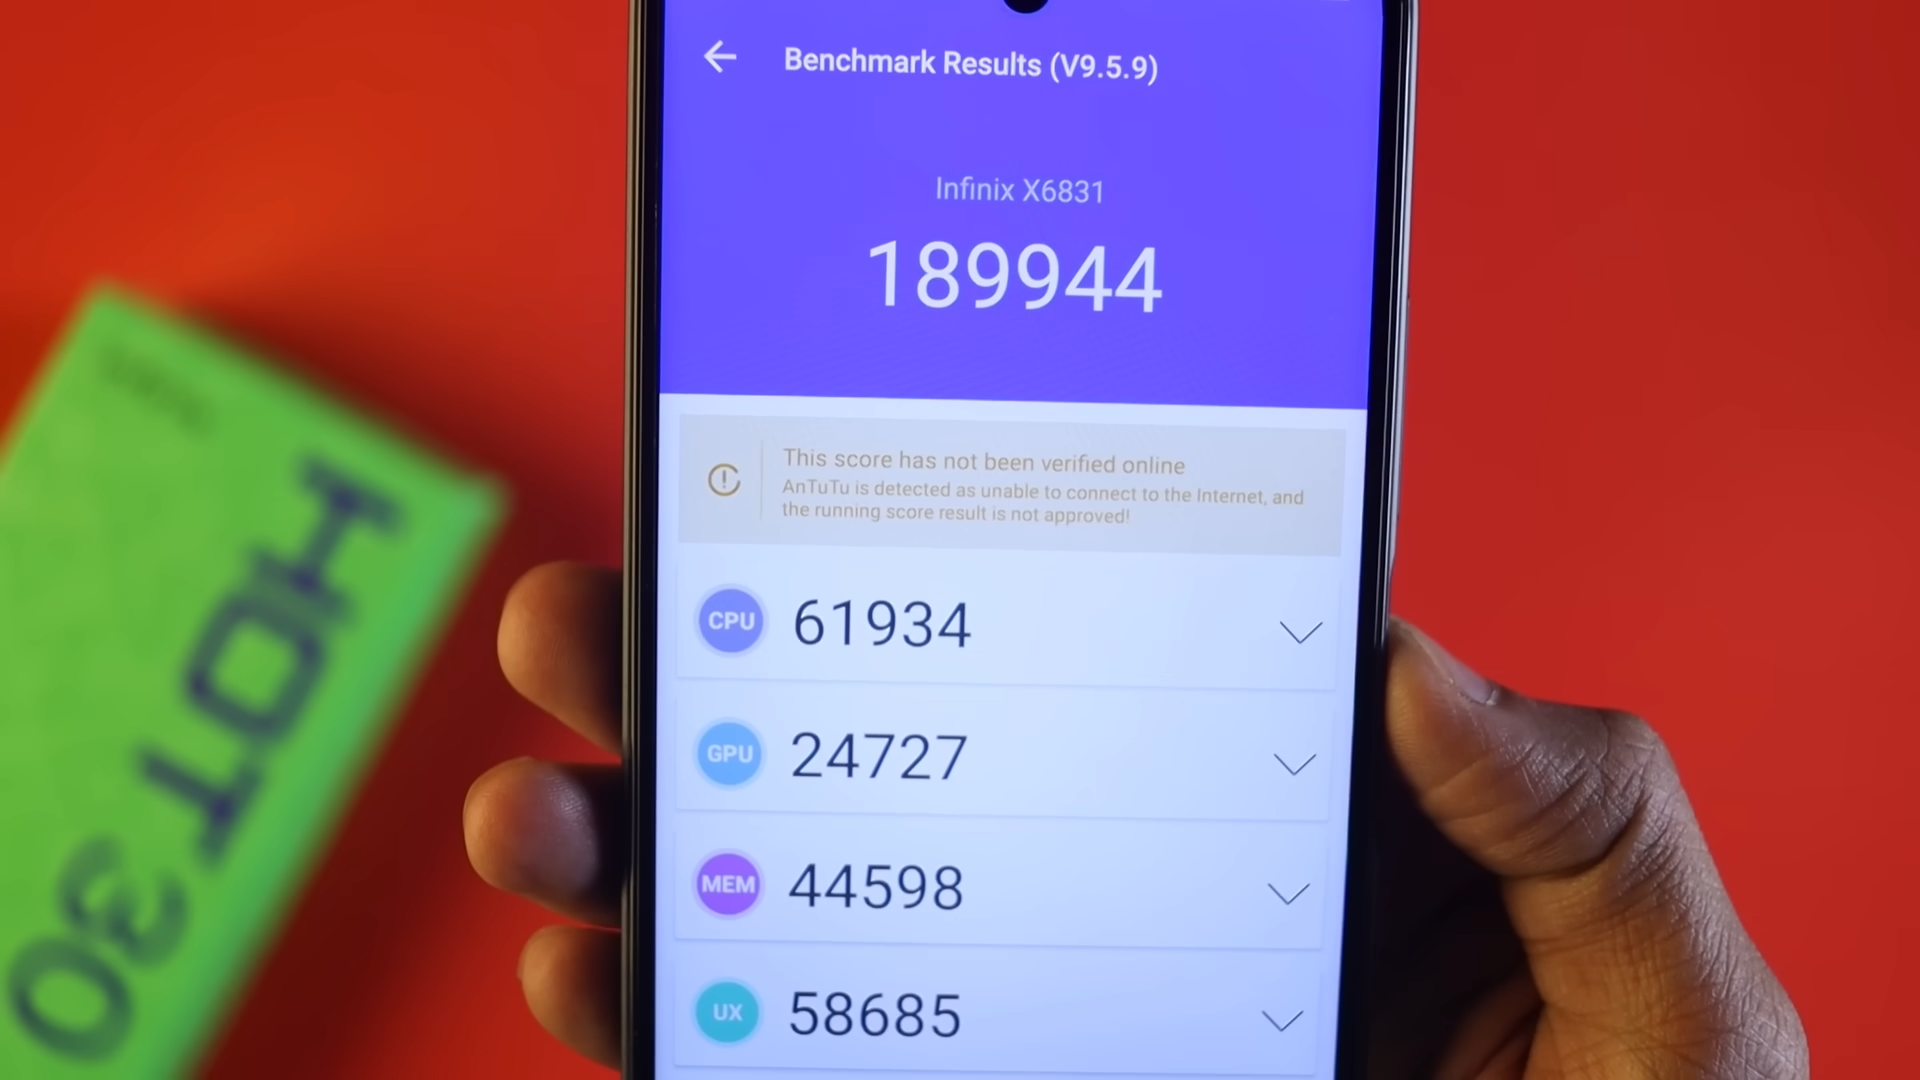 Benchmark Results (V9.5.9)
Infinix X6831
189944
This score has not been verified online
AnTuTu is detected as unable to connect to the Internet, and
the running score result is not approved!
CPU 61934
GPU 24727
MEM 44598
UX 58685
HOT 30